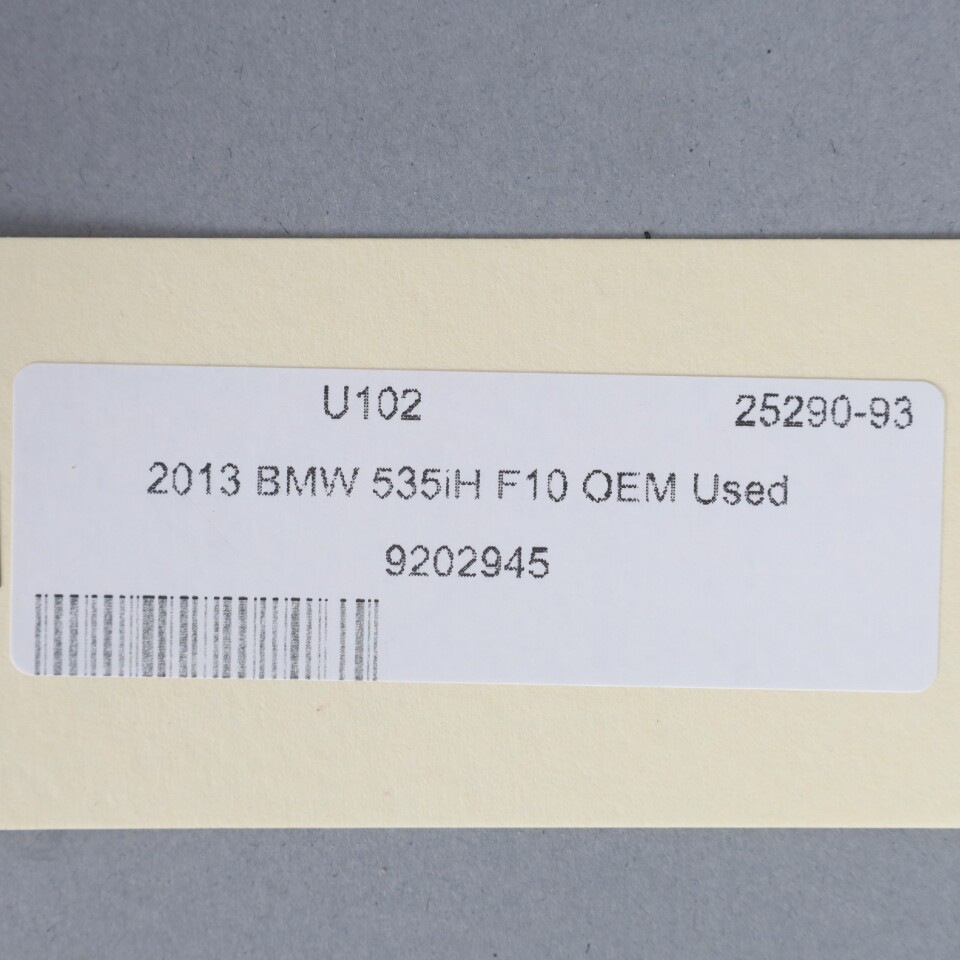 U102 25290-93
2013 BMW 535iH F10 OEM Used
9202945